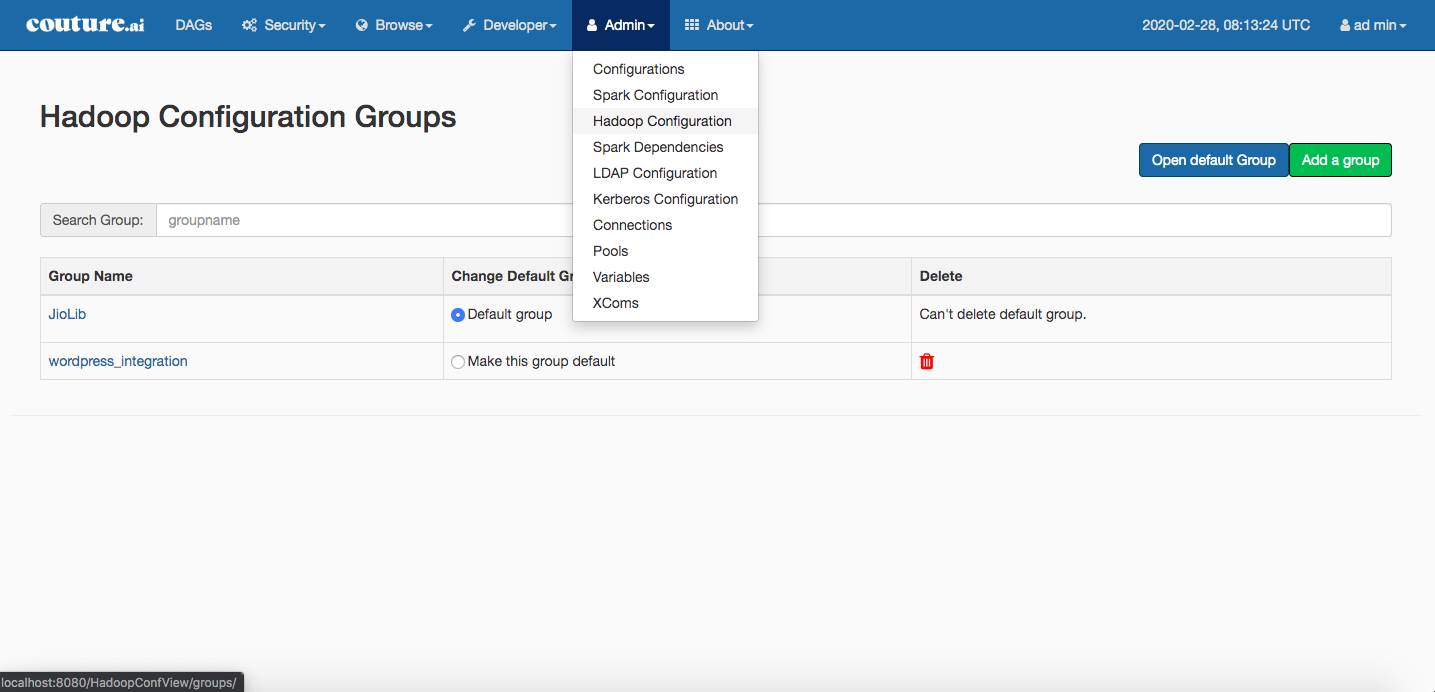 couture.ai DAGs Security Browse Developer Admin About 2020-02-28, 08:13:24 UTC ad min
Configurations
Spark Configuration
Hadoop Configuration
Spark Dependencies
LDAP Configuration
Kerberos Configuration
Connections
Pools
Variables
XComs
Hadoop Configuration Groups
Open default Group Add a group
Search Group: groupname
Group Name Change Default Gr Delete
JioLib Default group Can't delete default group.
wordpress_integration Make this group default
localhost:8080/HadoopConfView/groups/